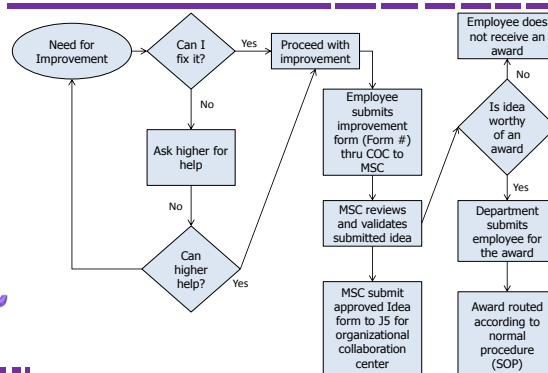 Need for
Improvement
Can I
fix it?
Yes
No
Ask higher for
help
No
Can
higher
help?
Yes
Proceed with
improvement
Employee
submits
improvement
form (Form #)
thru COC to
MSC
MSC reviews
and validates
submitted idea
MSC submit
approved Idea
form to J5 for
organizational
collaboration
center
Employee does
not receive an
award
No
Is idea
worthy
of an
award
Yes
Department
submits
employee for
the award
Award routed
according to
normal
procedure
(SOP)